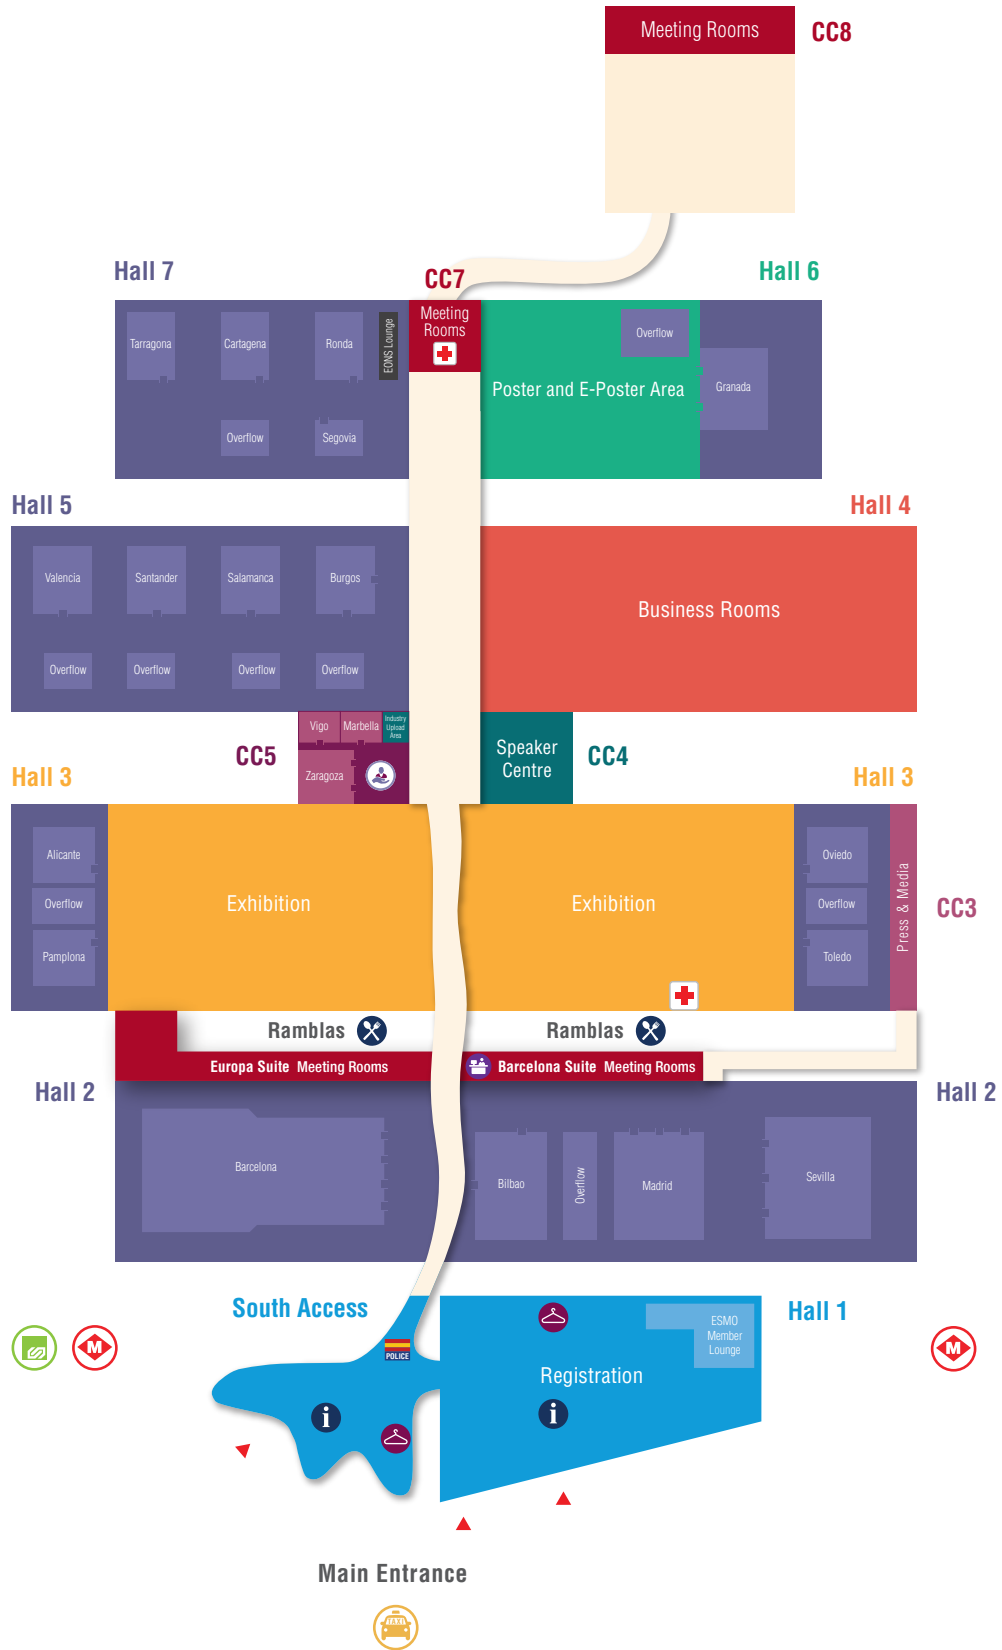 Meeting Rooms
CC8
Hall 7
CC7
Hall 6
Tarragona
Cartagena
Ronda
EONS Lounge
Meeting
Rooms
Overflow
Poster and E-Poster Area
Granada
Overflow
Segovia
Hall 5
Hall 4
Valencia
Santander
Salamanca
Burgos
Business Rooms
Overflow
Overflow
Overflow
Overflow
Vigo
Marbella
Industry
Upload
Area
CC5
Zaragoza
Speaker
Centre
CC4
Hall 3
Hall 3
Alicante
Overflow
Pamplona
Exhibition
Exhibition
Oviedo
Overflow
Toledo
Press & Media
CC3
Ramblas
Ramblas
Europa Suite Meeting Rooms
Barcelona Suite Meeting Rooms
Hall 2
Hall 2
Barcelona
Bilbao
Overflow
Madrid
Sevilla
South Access
Hall 1
ESMO
Member
Lounge
POLICE
M
M
Registration
i
i
Main Entrance
TAXI